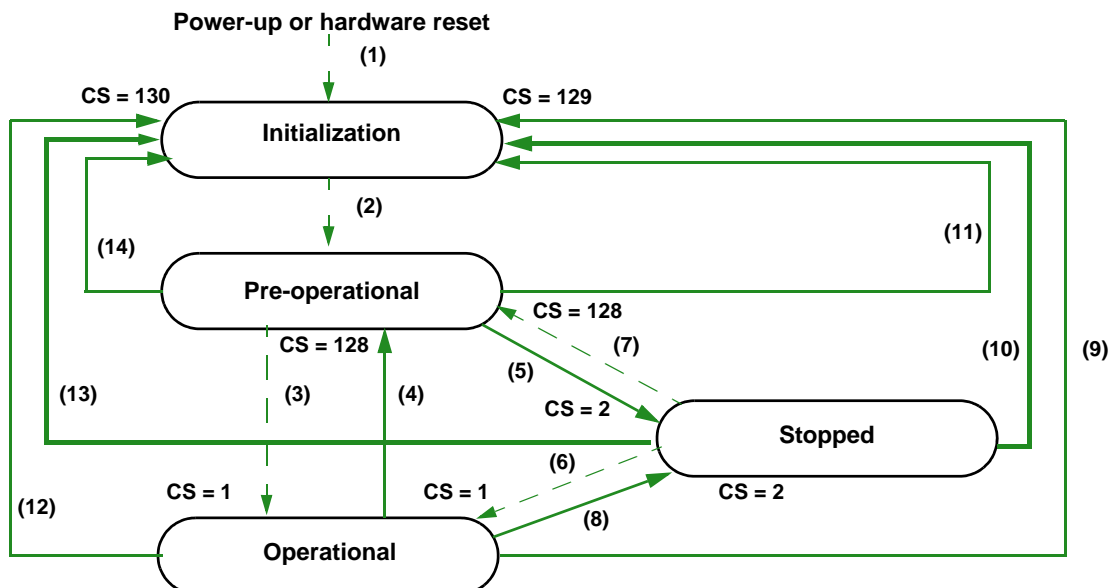 Power-up or hardware reset
(1)
CS = 130
CS = 129
Initialization
(2)
(14)
(11)
Pre-operational
CS = 128
CS = 128
(7)
(10)
(9)
(5)
(13)
(3)
(4)
CS = 2
Stopped
(6)
CS = 1
CS = 1
CS = 2
(12)
(8)
Operational